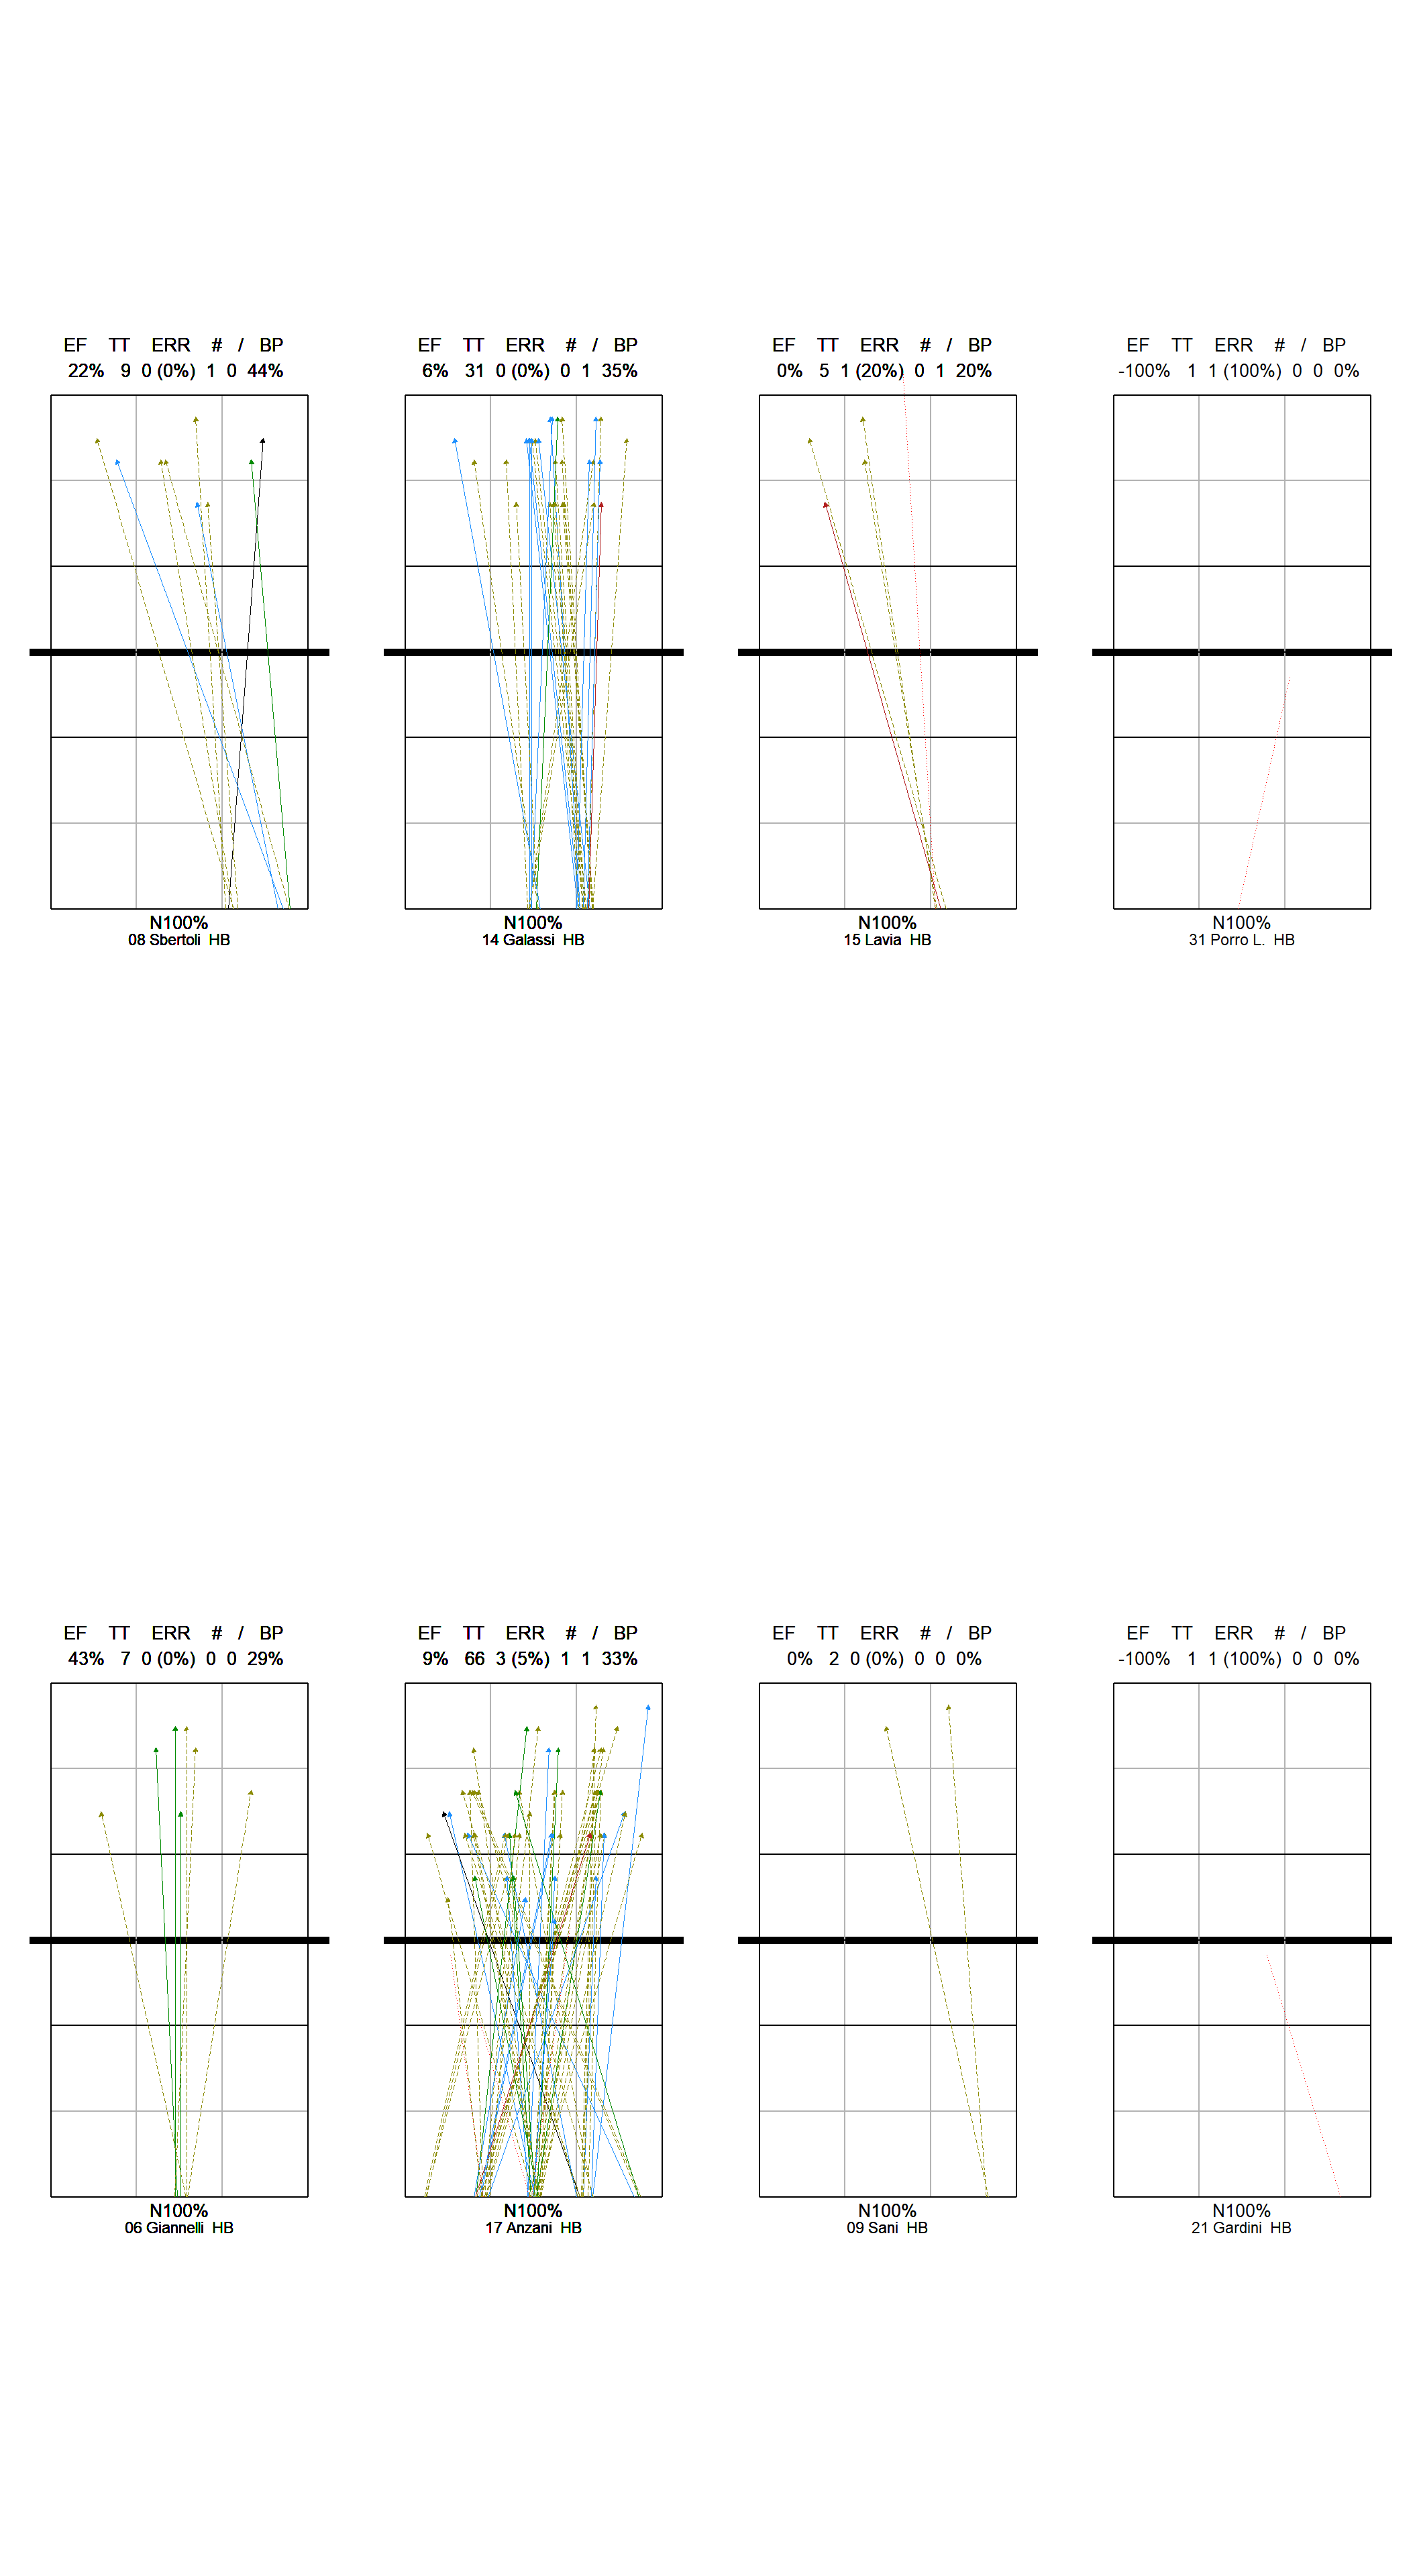 EF TT ERR # / BP
22% 9 0 (0%) 1 0 44%
N100%
08 Sbertoli HB
EF TT ERR # / BP
6% 31 0 (0%) 0 1 35%
N100%
14 Galassi HB
EF TT ERR # / BP
0% 5 1 (20%) 0 1 20%
N100%
15 Lavia HB
EF TT ERR # / BP
-100% 1 1 (100%) 0 0 0%
N100%
31 Porro L. HB
EF TT ERR # / BP
43% 7 0 (0%) 0 0 29%
N100%
06 Giannelli HB
EF TT ERR # / BP
9% 66 3 (5%) 1 1 33%
N100%
17 Anzani HB
EF TT ERR # / BP
0% 2 0 (0%) 0 0 0%
N100%
09 Sani HB
EF TT ERR # / BP
-100% 1 1 (100%) 0 0 0%
N100%
21 Gardini HB